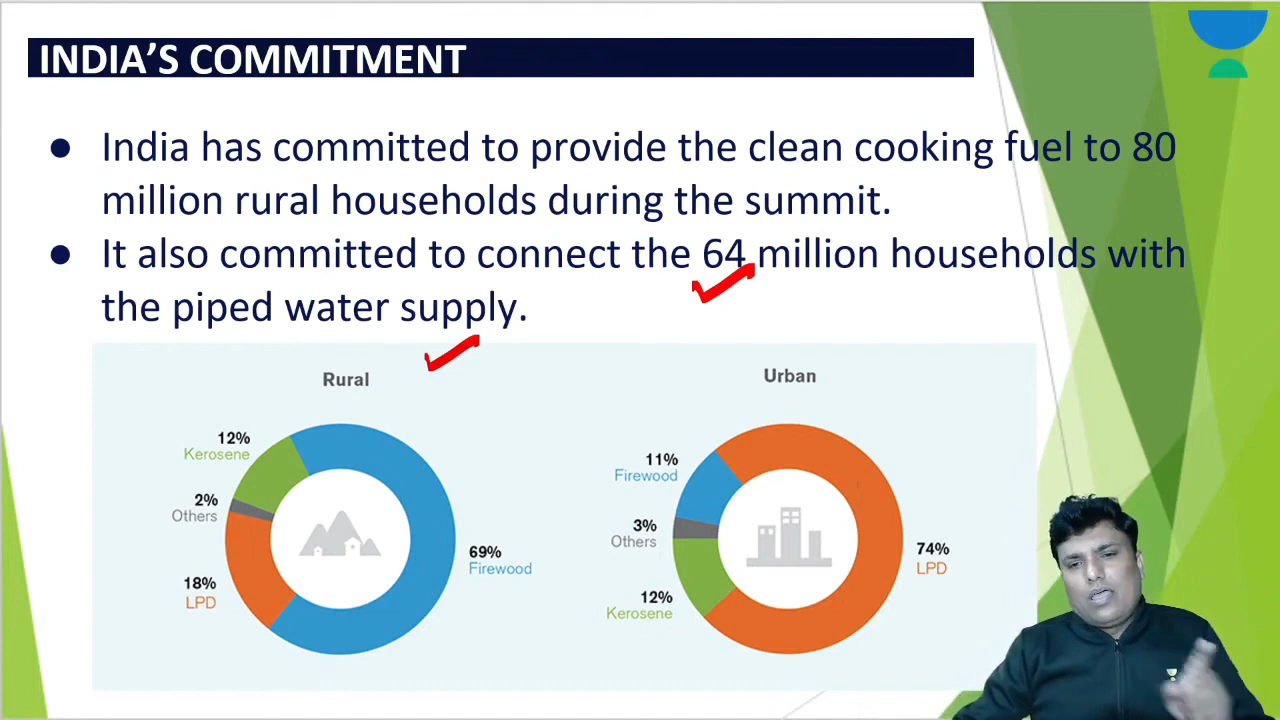 INDIA’S COMMITMENT
● India has committed to provide the clean cooking fuel to 80
million rural households during the summit.
● It also committed to connect the 64 million households with
the piped water supply.
Rural
12%
Kerosene
2%
Others
18%
LPD
69%
Firewood
Urban
11%
Firewood
3%
Others
12%
Kerosene
74%
LPD